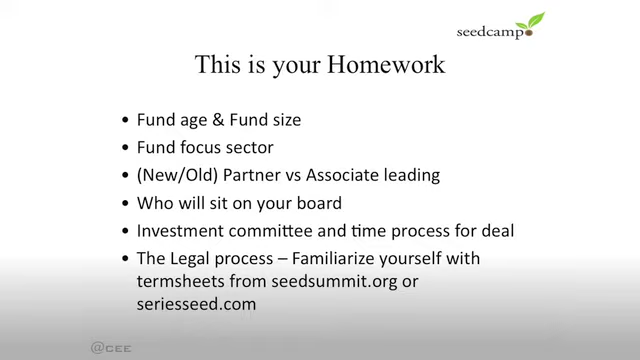 seedcamp
This is your Homework
• Fund age & Fund size
• Fund focus sector
• (New/Old) Partner vs Associate leading
• Who will sit on your board
• Investment committee and time process for deal
• The Legal process – Familiarize yourself with
termsheets from seedsummit.org or
seriesseed.com
@CEE